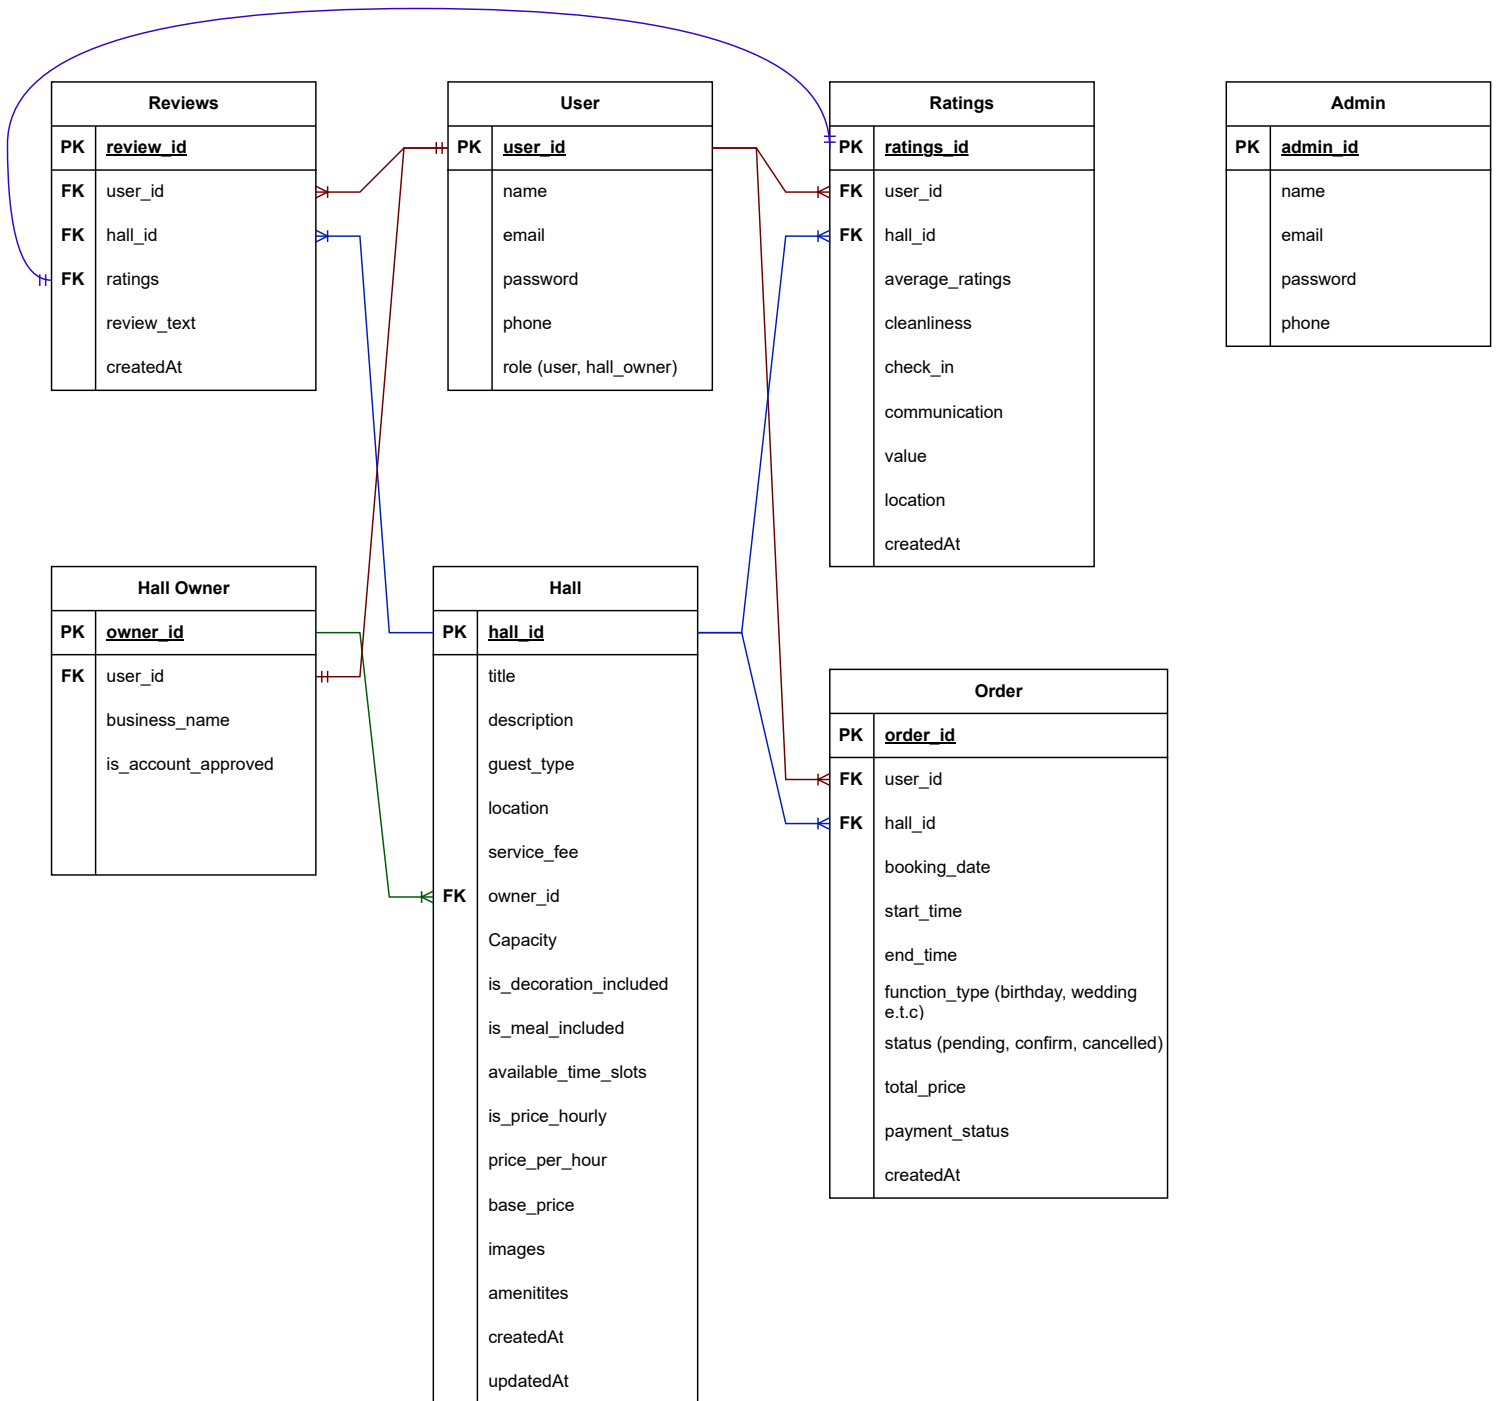 Reviews
PK review_id
FK user_id
FK hall_id
FK ratings
review_text
createdAt
User
PK user_id
name
email
password
phone
role (user, hall_owner)
Ratings
PK ratings_id
FK user_id
FK hall_id
average_ratings
cleanliness
check_in
communication
value
location
createdAt
Admin
PK admin_id
name
email
password
phone
Hall Owner
PK owner_id
FK user_id
business_name
is_account_approved
Hall
PK hall_id
title
description
guest_type
location
service_fee
FK owner_id
Capacity
is_decoration_included
is_meal_included
available_time_slots
is_price_hourly
price_per_hour
base_price
images
amenitites
createdAt
updatedAt
Order
PK order_id
FK user_id
FK hall_id
booking_date
start_time
end_time
function_type (birthday, wedding
e.t.c)
status (pending, confirm, cancelled)
total_price
payment_status
createdAt